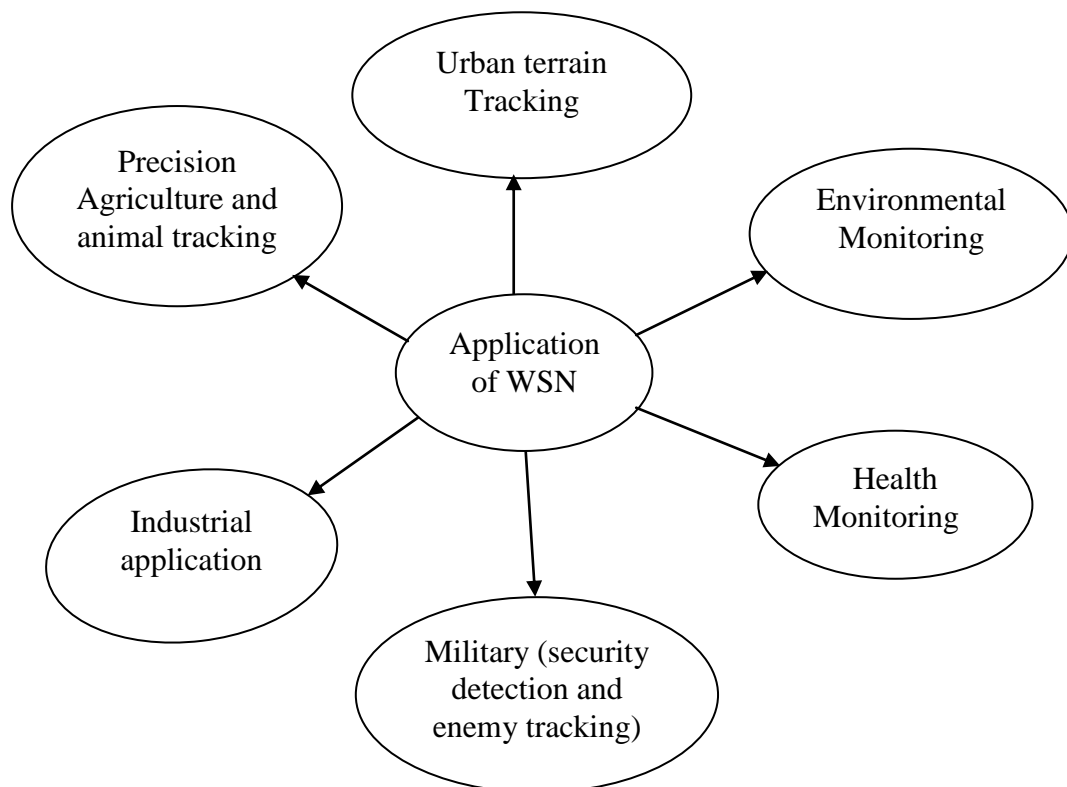 Urban terrain
Tracking
Precision
Agriculture and
animal tracking
Environmental
Monitoring
Application
of WSN
Health
Monitoring
Industrial
application
Military (security
detection and
enemy tracking)